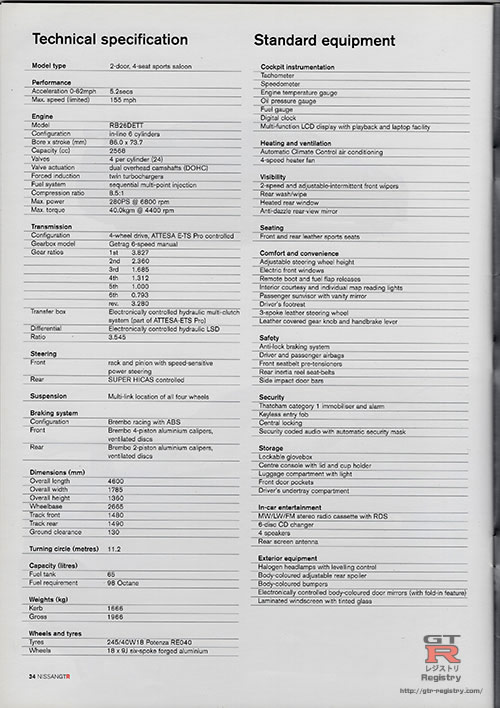 Technical specification
Model type 2-door, 4-seat sports saloon
Performance
Acceleration 0-62mph 5.2secs
Max. speed (limited) 155 mph
Engine
Model RB26DETT
Configuration in-line 6 cylinders
Bore x stroke (mm) 86.0 x 73.7
Capacity (cc) 2568
Valves 4 per cylinder (24)
Valve actuation dual overhead camshafts (DOHC)
Forced induction twin turbochargers
Fuel system sequential multi-point injection
Compression ratio 8.5:1
Max. power 280PS @ 6800 rpm
Max. torque 40.0kgm @ 4400 rpm
Transmission
Configuration 4-wheel drive, ATTESA E-TS Pro controlled
Gearbox model Getrag 6-speed manual
Gear ratios 1st 3.827
2nd 2.360
3rd 1.685
4th 1.312
5th 1.000
6th 0.793
rev. 3.280
Transfer box Electronically controlled hydraulic multi-clutch
system (part of ATTESA-ETS Pro)
Differential Electronically controlled hydraulic LSD
Ratio 3.545
Steering
Front rack and pinion with speed-sensitive
power steering
Rear SUPER HICAS controlled
Suspension Multi-link location of all four wheels
Braking system
Configuration Brembo racing with ABS
Front Brembo 4-piston aluminium calipers,
ventilated discs
Rear Brembo 2-piston aluminium calipers,
ventilated discs
Dimensions (mm)
Overall length 4600
Overall width 1785
Overall height 1360
Wheelbase 2665
Track front 1480
Track rear 1490
Ground clearance 130
Turning circle (metres) 11.2
Capacity (litres)
Fuel tank 65
Fuel requirement 98 Octane
Weights (kg)
Kerb 1666
Gross 1966
Wheels and tyres
Tyres 245/40W18 Potenza RE040
Wheels 18 x 9J six-spoke forged aluminium
34 NISSANGTR
Standard equipment
Cockpit instrumentation
Tachometer
Speedometer
Engine temperature gauge
Oil pressure gauge
Fuel gauge
Digital clock
Multi-function LCD display with playback and laptop facility
Heating and ventilation
Automatic Climate Control air conditioning
4-speed heater fan
Visibility
2-speed and adjustable-intermittent front wipers
Rear wash/wipe
Heated rear window
Anti-dazzle rear-view mirror
Seating
Front and rear leather sports seats
Comfort and convenience
Adjustable steering wheel height
Electric front windows
Remote boot and fuel flap releases
Interior courtesy and individual map reading lights
Passenger sunvisor with vanity mirror
Driver's footrest
3-spoke leather steering wheel
Leather covered gear knob and handbrake lever
Safety
Anti-lock braking system
Driver and passenger airbags
Front seatbelt pre-tensioners
Rear inertia reel seat-belts
Side impact door bars
Security
Thatcham category 1 immobiliser and alarm
Keyless entry fob
Central locking
Security coded audio with automatic security mask
Storage
Lockable glovebox
Centre console with lid and cup holder
Luggage compartment with light
Front door pockets
Driver's undertray compartment
In-car entertainment
MW/LW/FM stereo radio cassette with RDS
6-disc CD changer
4 speakers
Rear screen antenna
Exterior equipment
Halogen headlamps with levelling control
Body-coloured adjustable rear spoiler
Body-coloured bumpers
Electronically controlled body-coloured door mirrors (with fold-in feature)
Laminated windscreen with tinted glass
GT
R
レジストリ
Registry
http://gtr-registry.com/